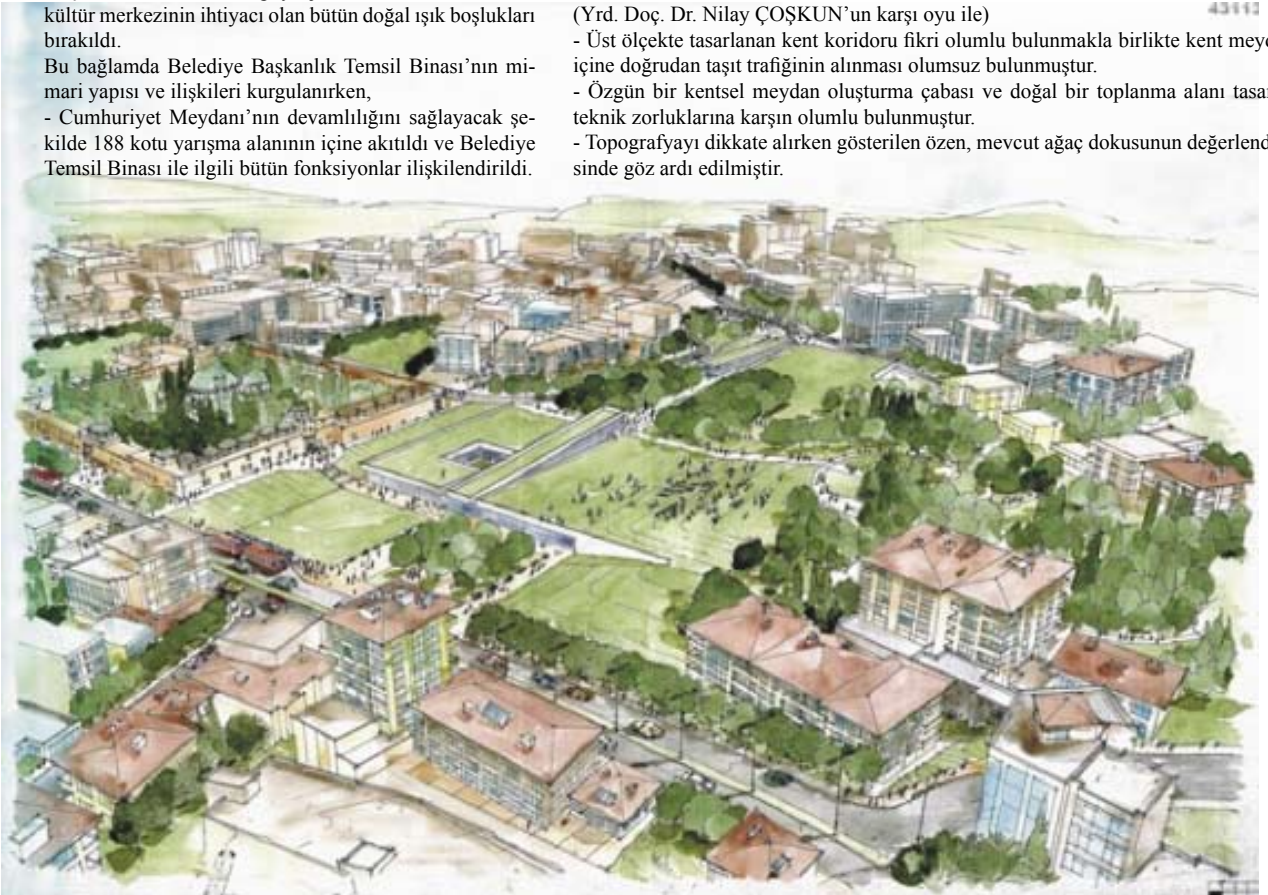 kültür merkezinin ihtiyacı olan bütün doğal ışık boşlukları
bırakıldı.
Bu bağlamda Belediye Başkanlık Temsil Binası’nın mi-
mari yapısı ve ilişkileri kurgulanırken,
- Cumhuriyet Meydanı’nın devamlılığını sağlayacak şe-
kilde 188 kotu yarışma alanının içine akıtıldı ve Belediye
Temsil Binası ile ilgili bütün fonksiyonlar ilişkilendirildi.
(Yrd. Doç. Dr. Nilay ÇOŞKUN’un karşı oyu ile)
- Üst ölçekte tasarlanan kent koridoru fikri olumlu bulunmakla birlikte kent meyd
içine doğrudan taşıt trafiğinin alınması olumsuz bulunmuştur.
- Özgün bir kentsel meydan oluşturma çabası ve doğal bir toplanma alanı tasar
teknik zorluklarına karşın olumlu bulunmuştur.
- Topografyayı dikkate alırken gösterilen özen, mevcut ağaç dokusunun değerlend
sinde göz ardı edilmiştir.